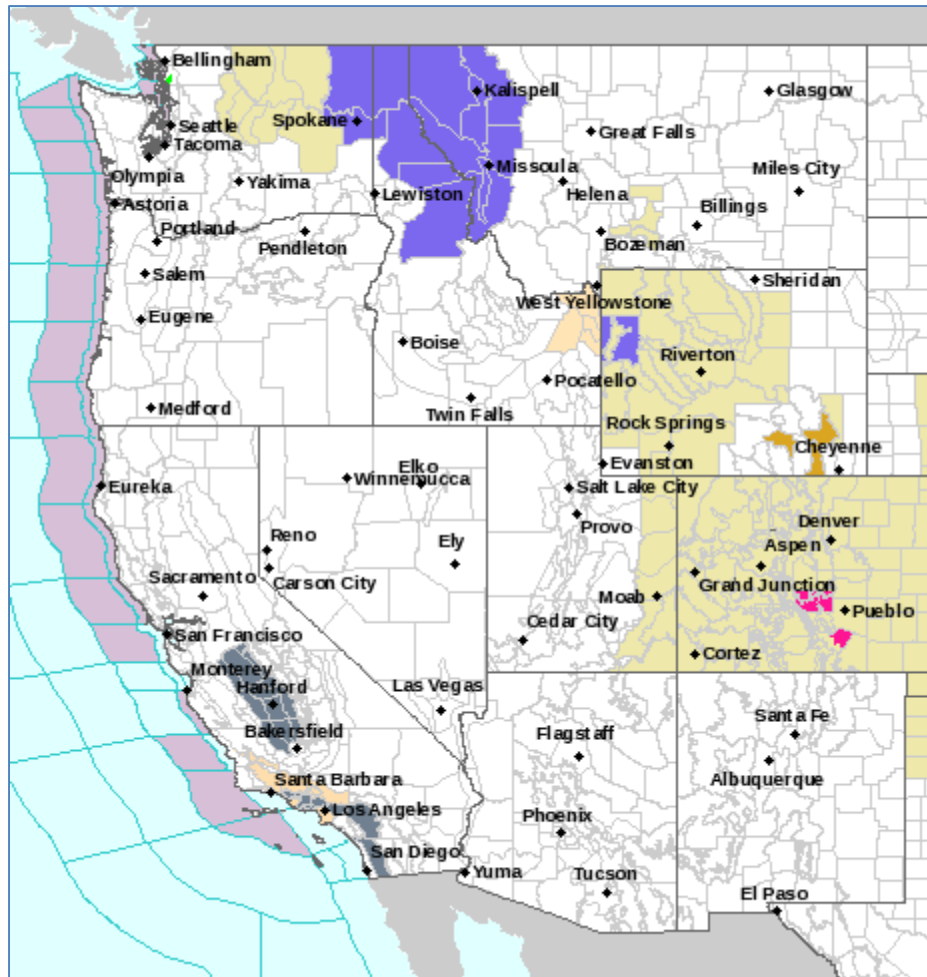 Bellingham
Kalispell
Glasgow
Spokane
Seattle
Great Falls
Tacoma
Missoula
Miles City
Olympia
Yakima
Lewiston
Helena
Astoria
Billings
Portland
Pendleton
Bozeman
Salem
Sheridan
West Yellowstone
Eugene
Boise
Riverton
Pocatello
Medford
Twin Falls
Rock Springs
Cheyenne
Elko
Evanston
Winnemucca
Eureka
Salt Lake City
Provo
Denver
Reno
Ely
Aspen
Sacramento
Carson City
Grand Junction
Moab
Pueblo
Cedar City
San Francisco
Cortez
Monterey
Hanford
Las Vegas
Santa Fe
Bakersfield
Flagstaff
Santa Barbara
Albuquerque
Los Angeles
Phoenix
San Diego
Yuma
Tucson
El Paso